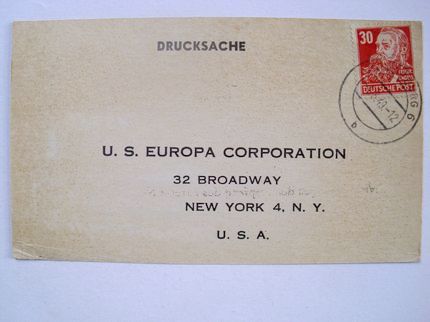 DRUCKSACHE
30
DEUTSCHE POST
U. S. EUROPA CORPORATION
32 BROADWAY
NEW YORK 4, N. Y.
U. S. A.